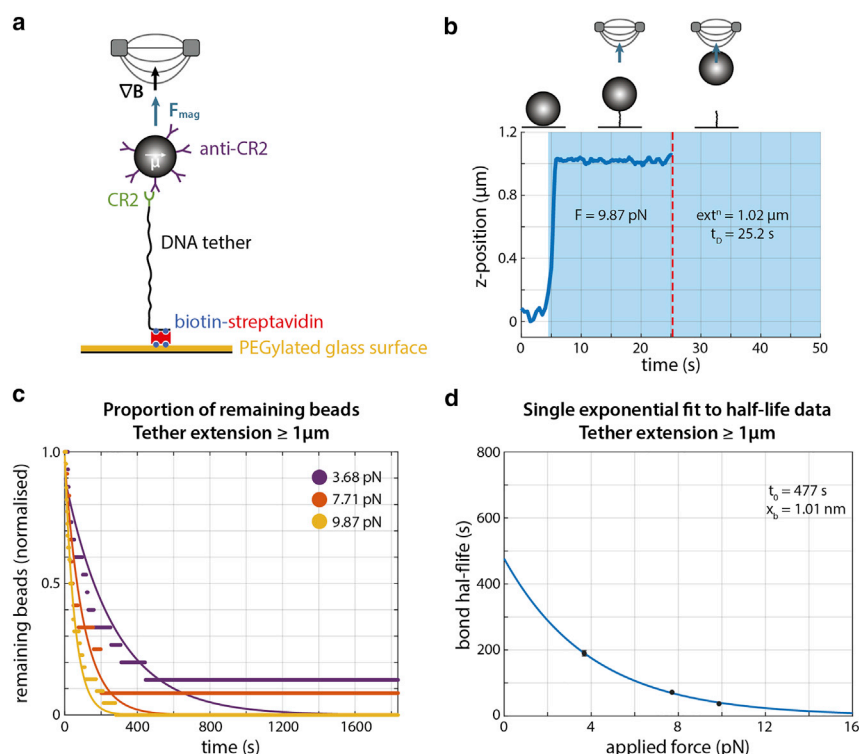 a
∇B
F_mag
anti-CR2
μ
CR2
DNA tether
biotin-streptavidin
PEGylated glass surface
b
1.2
1.0
0.8
0.4
0
z-position (μm)
F = 9.87 pN
extⁿ = 1.02 μm
t_D = 25.2 s
0 10 20 30 40 50
time (s)
c
Proportion of remaining beads
Tether extension ≥ 1μm
1.0
0.5
0
remaining beads (normalised)
3.68 pN
7.71 pN
9.87 pN
0 400 800 1200 1600
time (s)
d
Single exponential fit to half-life data
Tether extension ≥ 1μm
800
600
400
200
0
bond hal-flife (s)
t₀ = 477 s
x_b = 1.01 nm
0 4 8 12 16
applied force (pN)